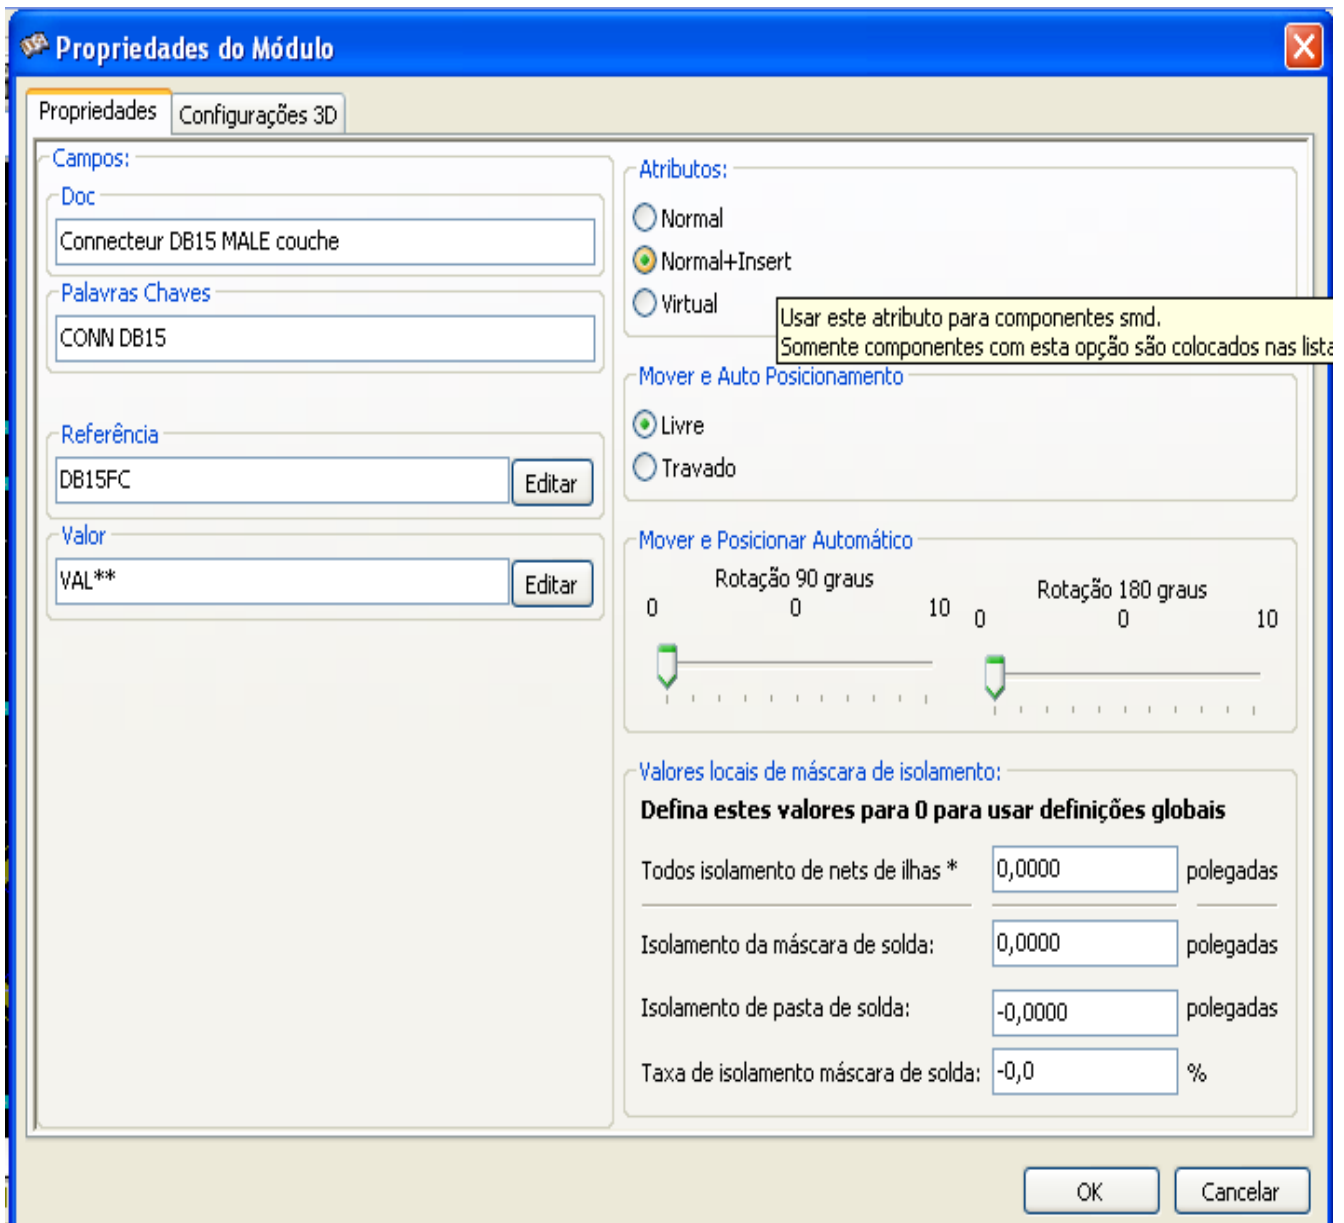 Propriedades do Módulo
Propriedades
Configurações 3D
Campos:
Doc
Connecteur DB15 MALE couche
Palavras Chaves
CONN DB15
Referência
DB15FC
Editar
Valor
VAL**
Editar
Atributos:
Normal
Normal+Insert
Virtual
Usar este atributo para componentes smd.
Somente componentes com esta opção são colocados nas lista
Mover e Auto Posicionamento
Livre
Travado
Mover e Posicionar Automático
Rotação 90 graus
0 0 10
Rotação 180 graus
0 0 10
Valores locais de máscara de isolamento:
Defina estes valores para 0 para usar definições globais
Todos isolamento de nets de ilhas * 0,0000 polegadas
Isolamento da máscara de solda: 0,0000 polegadas
Isolamento de pasta de solda: -0,0000 polegadas
Taxa de isolamento máscara de solda: -0,0 %
OK
Cancelar